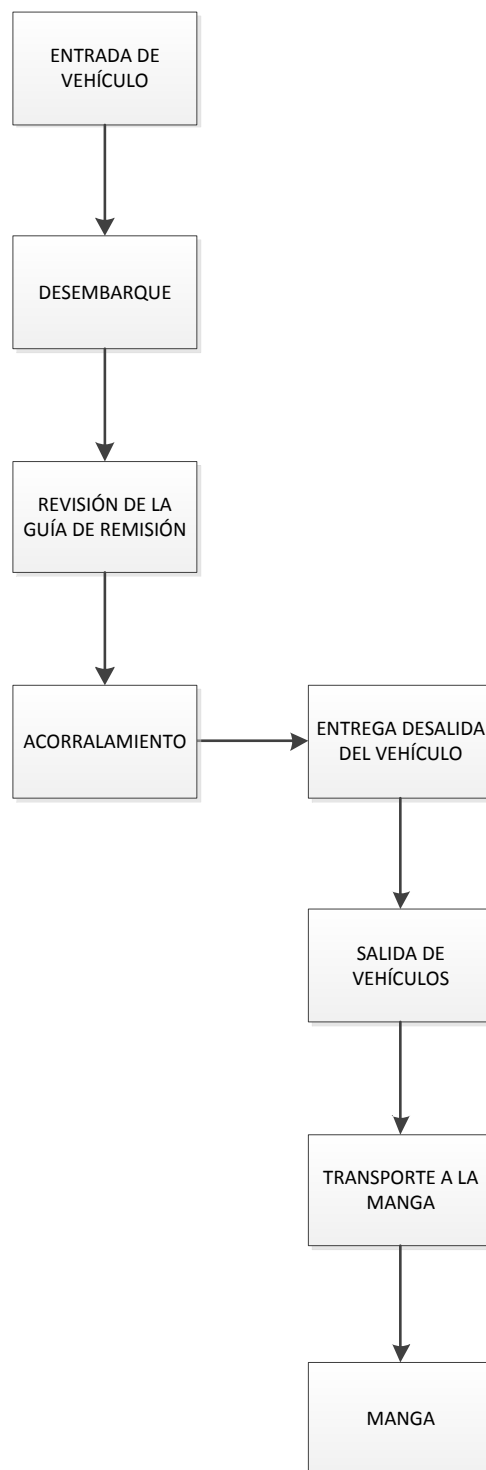 ENTRADA DE
VEHÍCULO
DESEMBARQUE
REVISIÓN DE LA
GUÍA DE REMISIÓN
ACORRALAMIENTO
ENTREGA DESALIDA
DEL VEHÍCULO
SALIDA DE
VEHÍCULOS
TRANSPORTE A LA
MANGA
MANGA